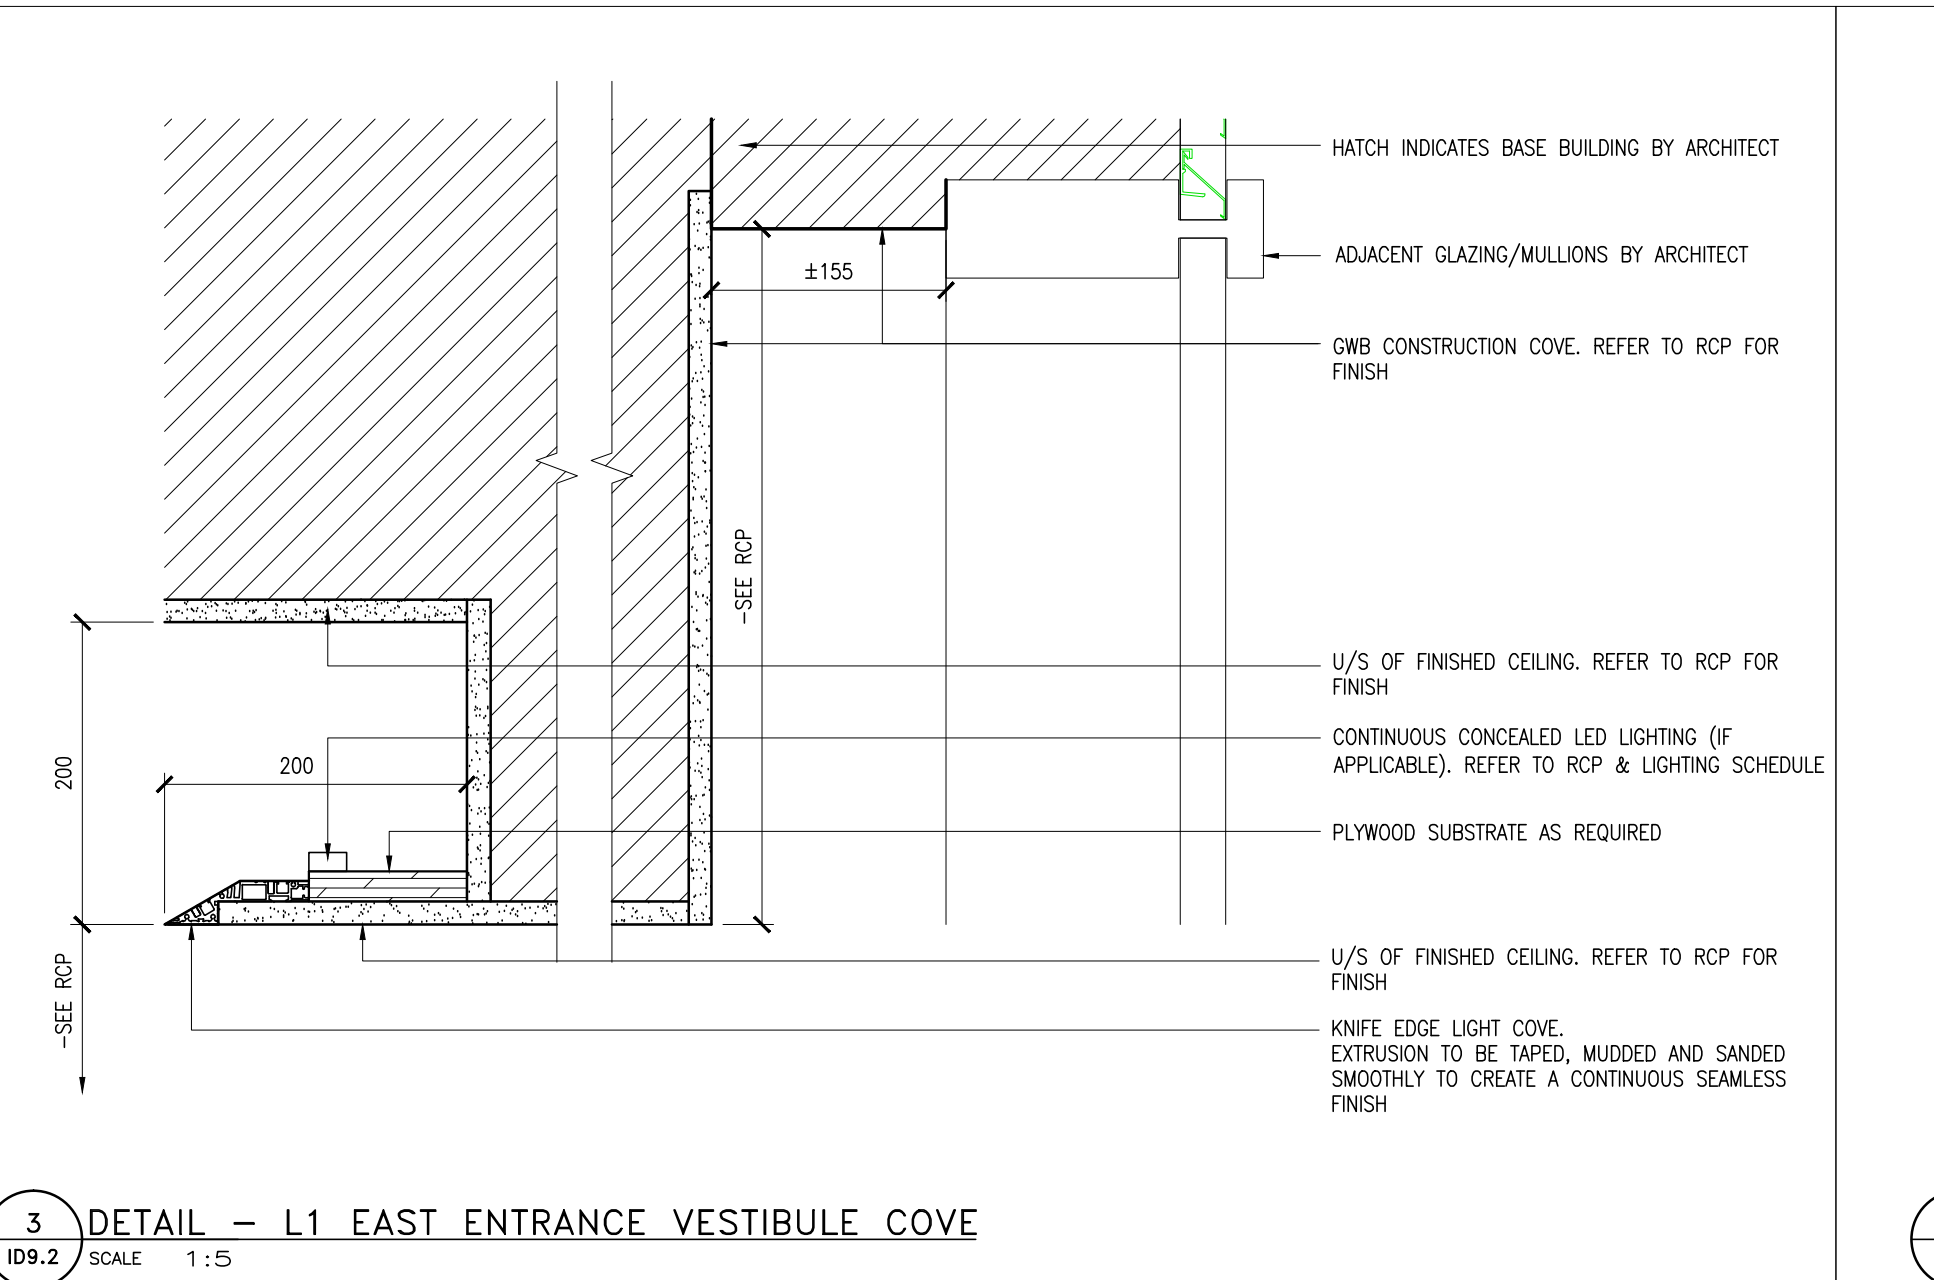 HATCH INDICATES BASE BUILDING BY ARCHITECT
ADJACENT GLAZING/MULLIONS BY ARCHITECT
±155
GWB CONSTRUCTION COVE. REFER TO RCP FOR
FINISH
-SEE RCP
U/S OF FINISHED CEILING. REFER TO RCP FOR
FINISH
CONTINUOUS CONCEALED LED LIGHTING (IF
APPLICABLE). REFER TO RCP & LIGHTING SCHEDULE
200
200
PLYWOOD SUBSTRATE AS REQUIRED
U/S OF FINISHED CEILING. REFER TO RCP FOR
FINISH
-SEE RCP
KNIFE EDGE LIGHT COVE.
EXTRUSION TO BE TAPED, MUDDED AND SANDED
SMOOTHLY TO CREATE A CONTINUOUS SEAMLESS
FINISH
3
DETAIL - L1 EAST ENTRANCE VESTIBULE COVE
ID9.2
SCALE 1:5